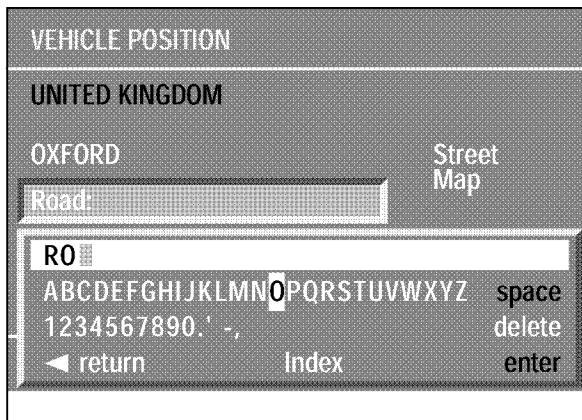 VEHICLE POSITION
UNITED KINGDOM
OXFORD
Street
Map
Road:
RO
ABCDEFGHIJKLMNOPQRSTUVWXYZ space
1234567890.' -, delete
◄ return Index enter